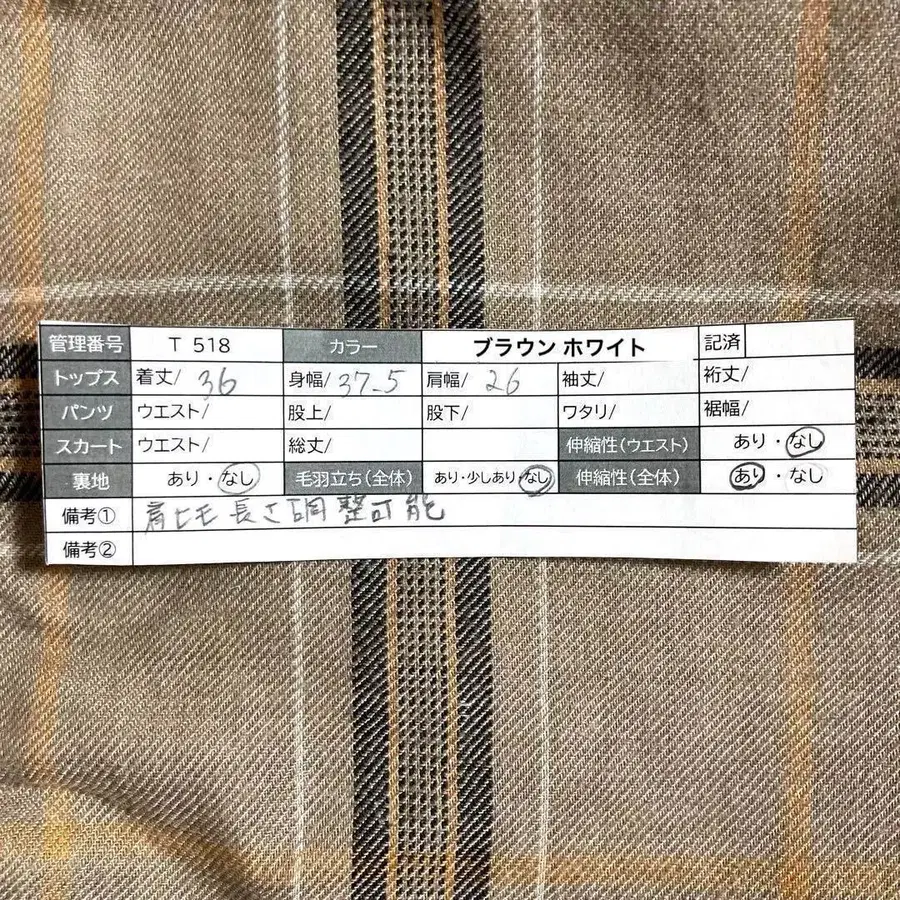 管理番号 T 518 カラー ブラウン ホワイト 記済
トップス 着丈/ 36 身幅/ 37.5 肩幅/ 26 袖丈/ 裄丈/
パンツ ウエスト/ 股上/ 股下/ ワタリ/ 裾幅/
スカート ウエスト/ 総丈/ 伸縮性(ウエスト) あり・なし
裏地 あり・なし 毛羽立ち(全体) あり・少しあり・なし 伸縮性(全体) あり・なし
備考① 肩ヒモ長さ調整可能
備考②